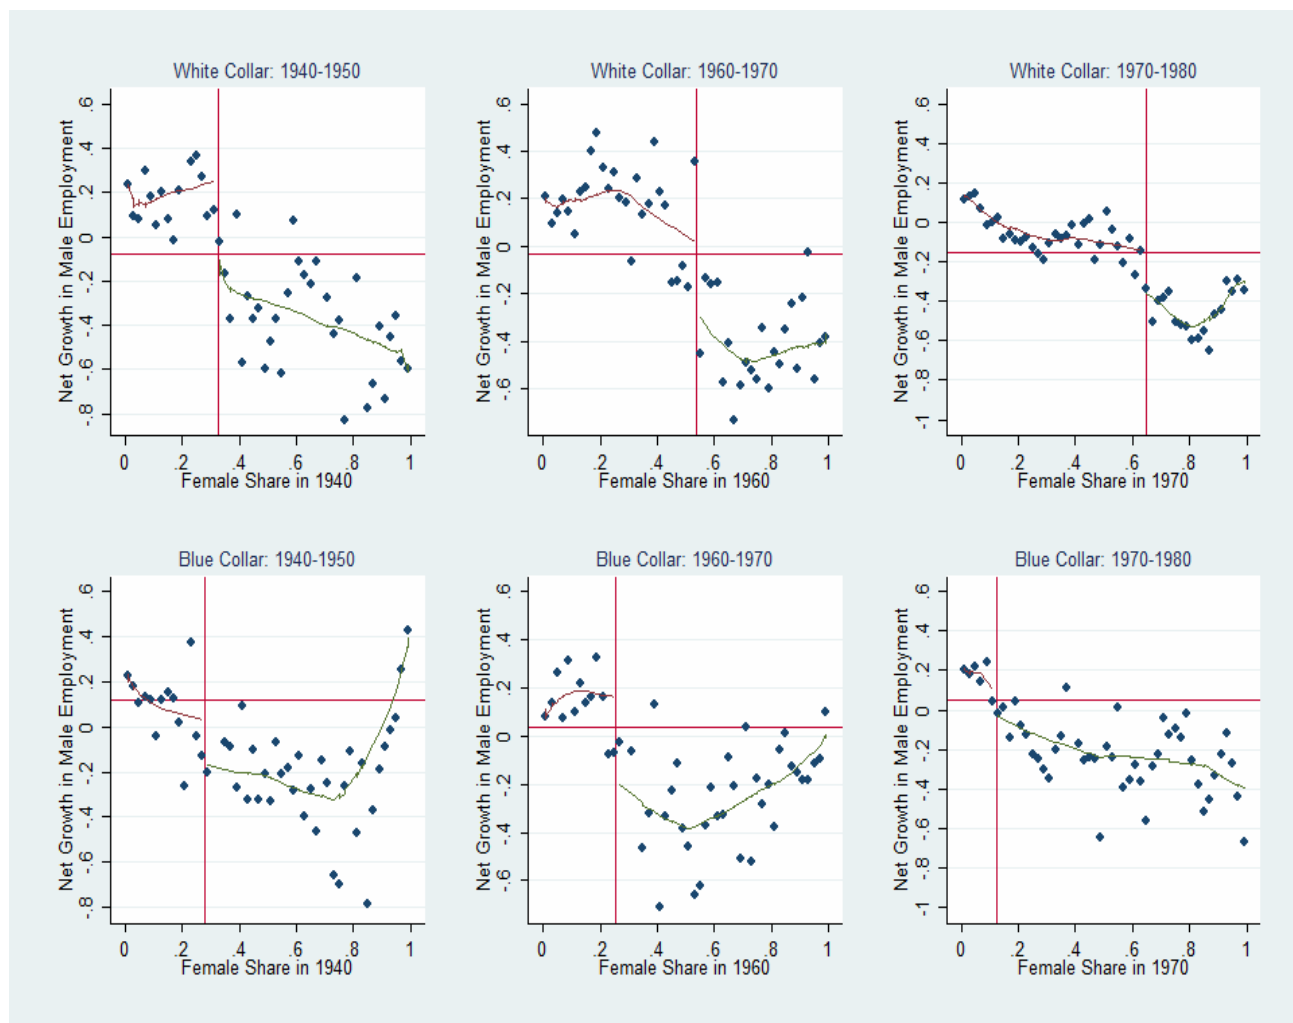 White Collar: 1940-1950
Net Growth in Male Employment
.6
.4
.2
0
-.2
-.4
-.6
-.8
0 .2 .4 .6 .8 1
Female Share in 1940
White Collar: 1960-1970
Net Growth in Male Employment
.6
.4
.2
0
-.2
-.4
-.6
0 .2 .4 .6 .8 1
Female Share in 1960
White Collar: 1970-1980
Net Growth in Male Employment
.6
.4
.2
0
-.2
-.4
-.6
-.8
-1
0 .2 .4 .6 .8 1
Female Share in 1970
Blue Collar: 1940-1950
Net Growth in Male Employment
.6
.4
.2
0
-.2
-.4
-.6
-.8
0 .2 .4 .6 .8 1
Female Share in 1940
Blue Collar: 1960-1970
Net Growth in Male Employment
.6
.4
.2
0
-.2
-.4
-.6
0 .2 .4 .6 .8 1
Female Share in 1960
Blue Collar: 1970-1980
Net Growth in Male Employment
.6
.4
.2
0
-.2
-.4
-.6
-.8
-1
0 .2 .4 .6 .8 1
Female Share in 1970